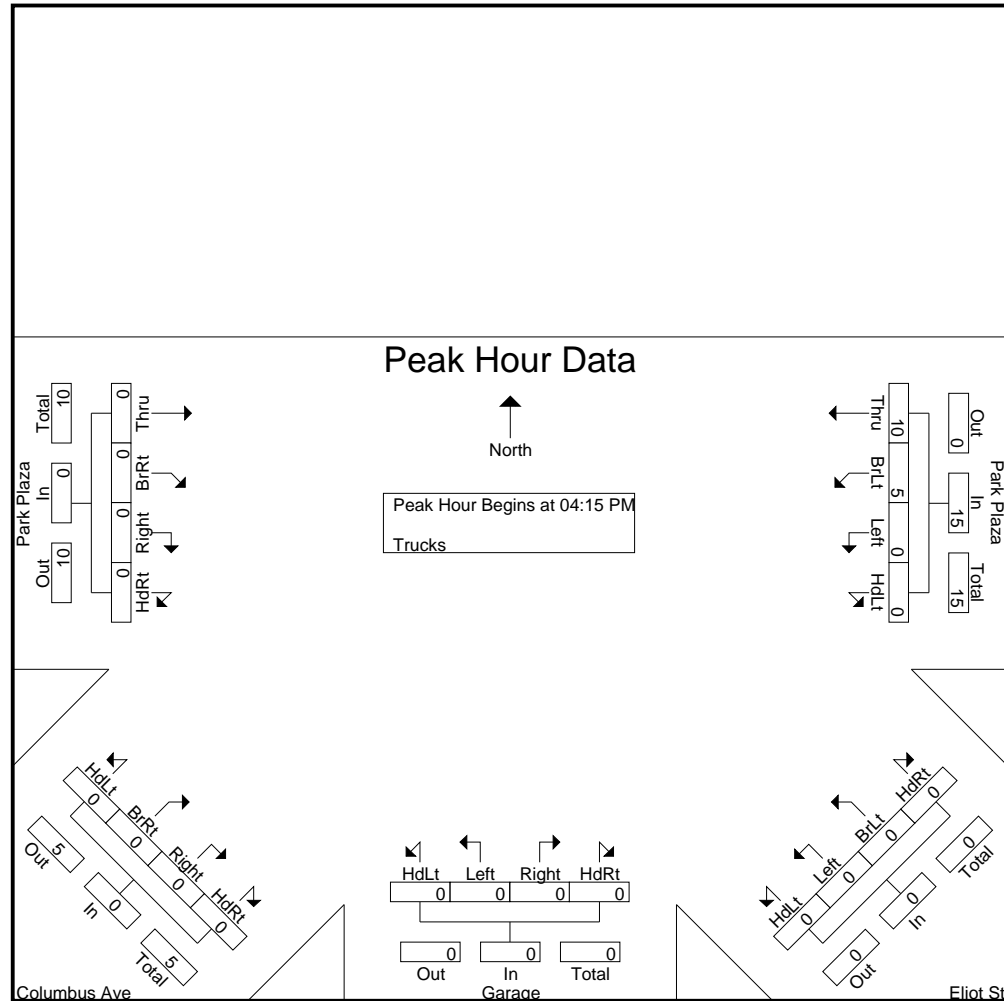 Peak Hour Data
North
Peak Hour Begins at 04:15 PM
Trucks
Park Plaza
Total
10
In
0
Out
10
0
Thru
0
BrRt
0
Right
0
HdRt
Thru
10
BrLt
5
Left
0
HdLt
0
Out
0
In
15
Total
15
Park Plaza
HdLt
0
BrRt
0
Right
0
HdRt
0
5
Out
0
In
5
Total
Columbus Ave
HdLt Left Right HdRt
0 0 0 0
0 0 0
Out In Total
Garage
HdRt
0
BrLt
0
Left
0
HdLt
0
0
Total
0
In
0
Out
Eliot St